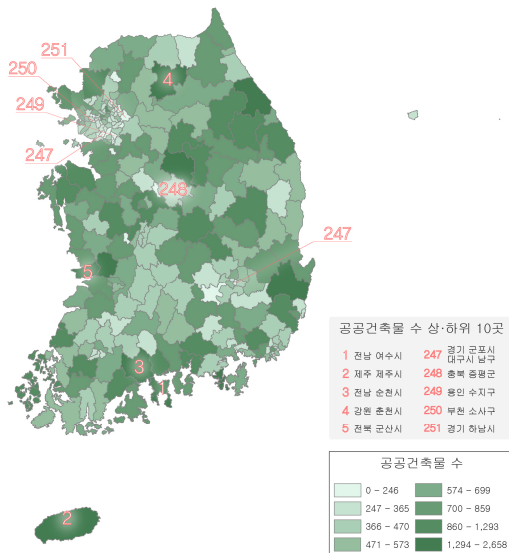 251
250
4
249
247
248
247
5
3
1
2
공공건축물 수 상·하위 10곳
1 전남 여수시
2 제주 제주시
3 전남 순천시
4 강원 춘천시
5 전북 군산시
247 경기 군포시
대구시 남구
248 충북 증평군
249 용인 수지구
250 부천 소사구
251 경기 하남시
공공건축물 수
0 - 246
247 - 365
366 - 470
471 - 573
574 - 699
700 - 859
860 - 1,293
1,294 - 2,658